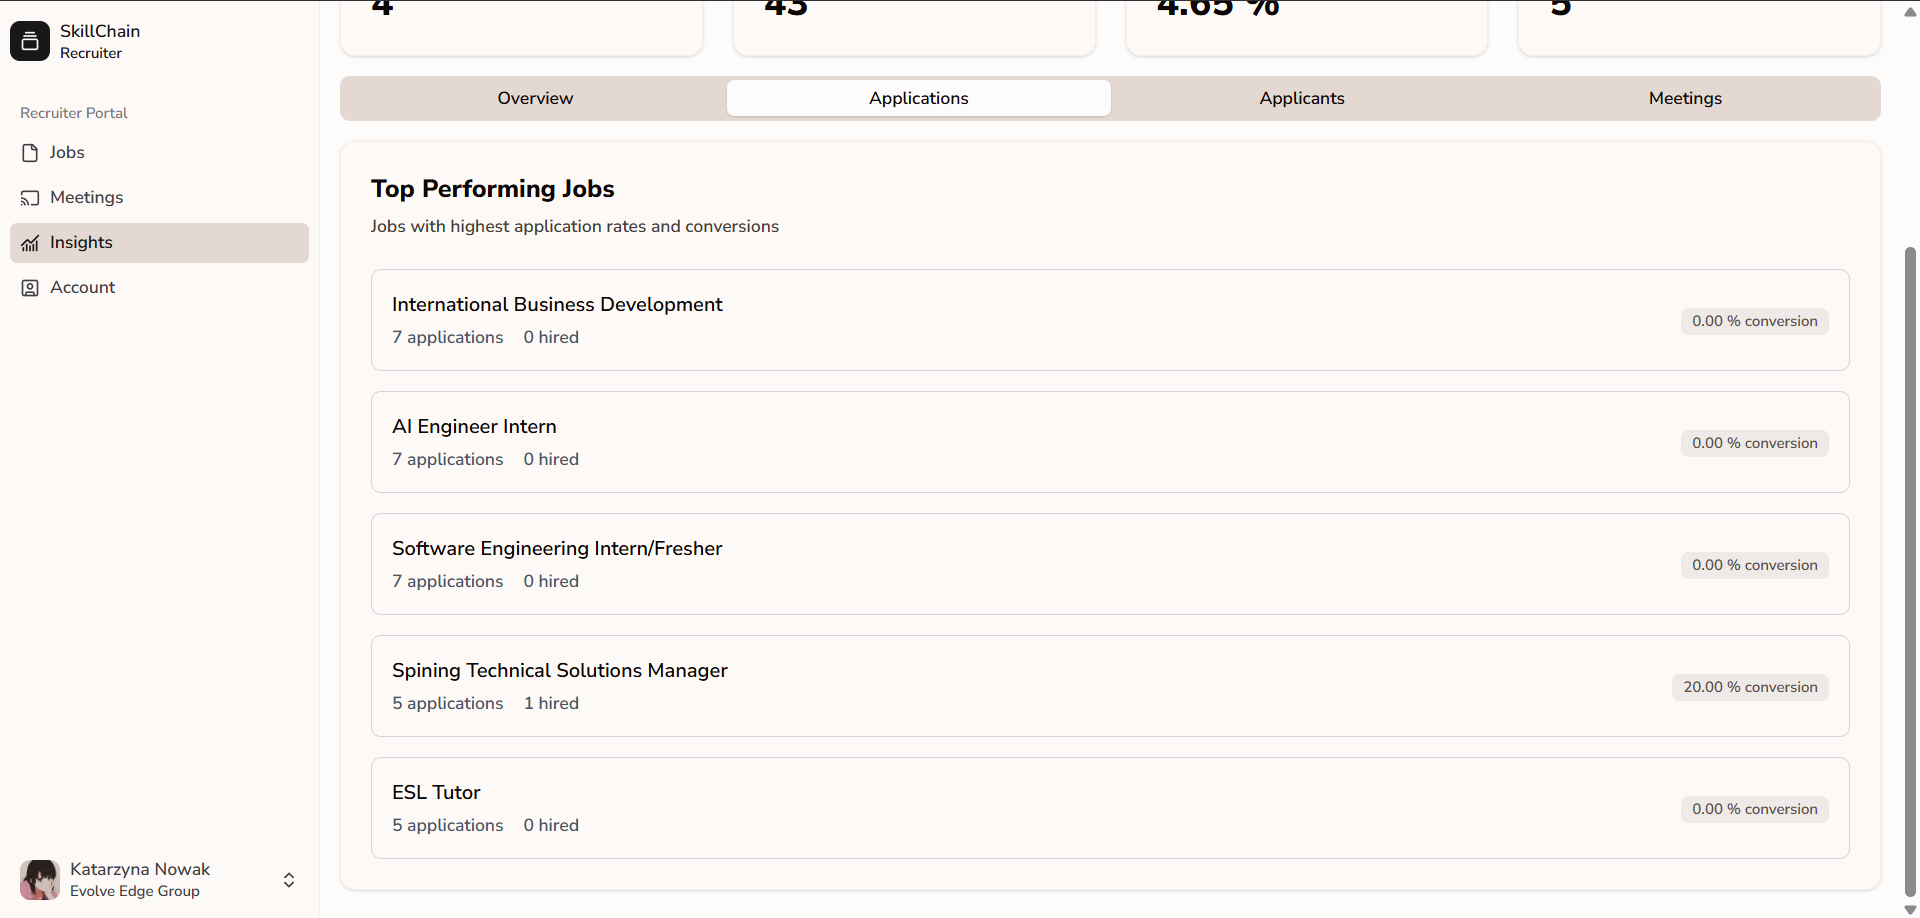 SkillChain
Recruiter
Recruiter Portal
Jobs
Meetings
Insights
Account
Katarzyna Nowak
Evolve Edge Group
4
43
4.65 %
5
Overview
Applications
Applicants
Meetings
Top Performing Jobs
Jobs with highest application rates and conversions
International Business Development
7 applications 0 hired
0.00 % conversion
AI Engineer Intern
7 applications 0 hired
0.00 % conversion
Software Engineering Intern/Fresher
7 applications 0 hired
0.00 % conversion
Spining Technical Solutions Manager
5 applications 1 hired
20.00 % conversion
ESL Tutor
5 applications 0 hired
0.00 % conversion